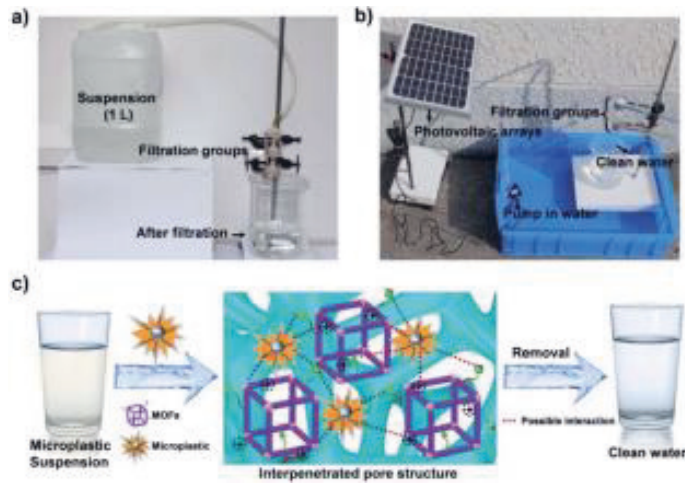 a)
Suspension
(1 L)
Filtration groups
After filtration
b)
Filtration groups
Photovoltaic arrays
Clean water
Pump in water
c)
Removal
MOFs
Microplastic
Possible interaction
Microplastic
Suspension
Interpenetrated pore structure
Clean water